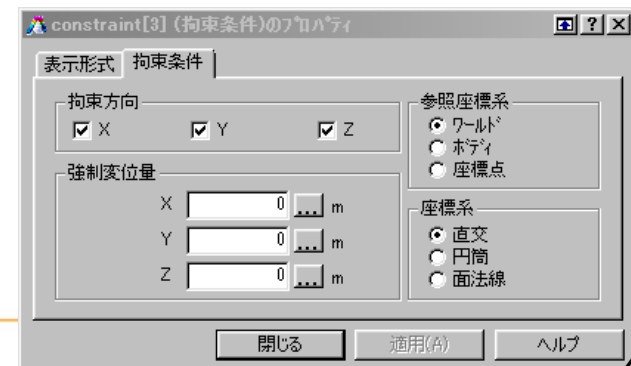 constraint[3] (拘束条件)のﾌﾟﾛﾊﾟﾃｨ
表示形式 拘束条件
拘束方向
X Y Z
強制変位量
X 0 ... m
Y 0 ... m
Z 0 ... m
参照座標系
ﾜｰﾙﾄﾞ
ﾎﾞﾃﾞｨ
座標点
座標系
直交
円筒
面法線
閉じる 適用(A) ヘルプ